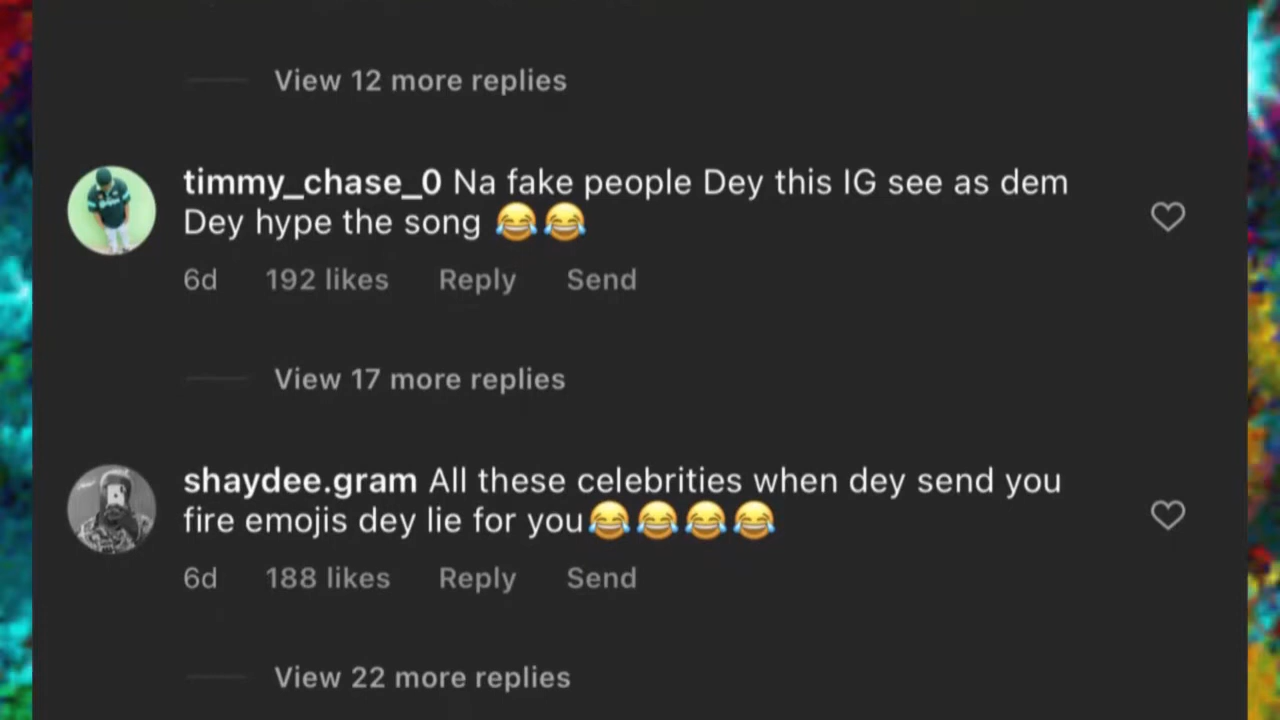 View 12 more replies
timmy_chase_0 Na fake people Dey this IG see as dem
Dey hype the song 😂😂
6d 192 likes Reply Send
View 17 more replies
shaydee.gram All these celebrities when dey send you
fire emojis dey lie for you😂😂😂😂
6d 188 likes Reply Send
View 22 more replies